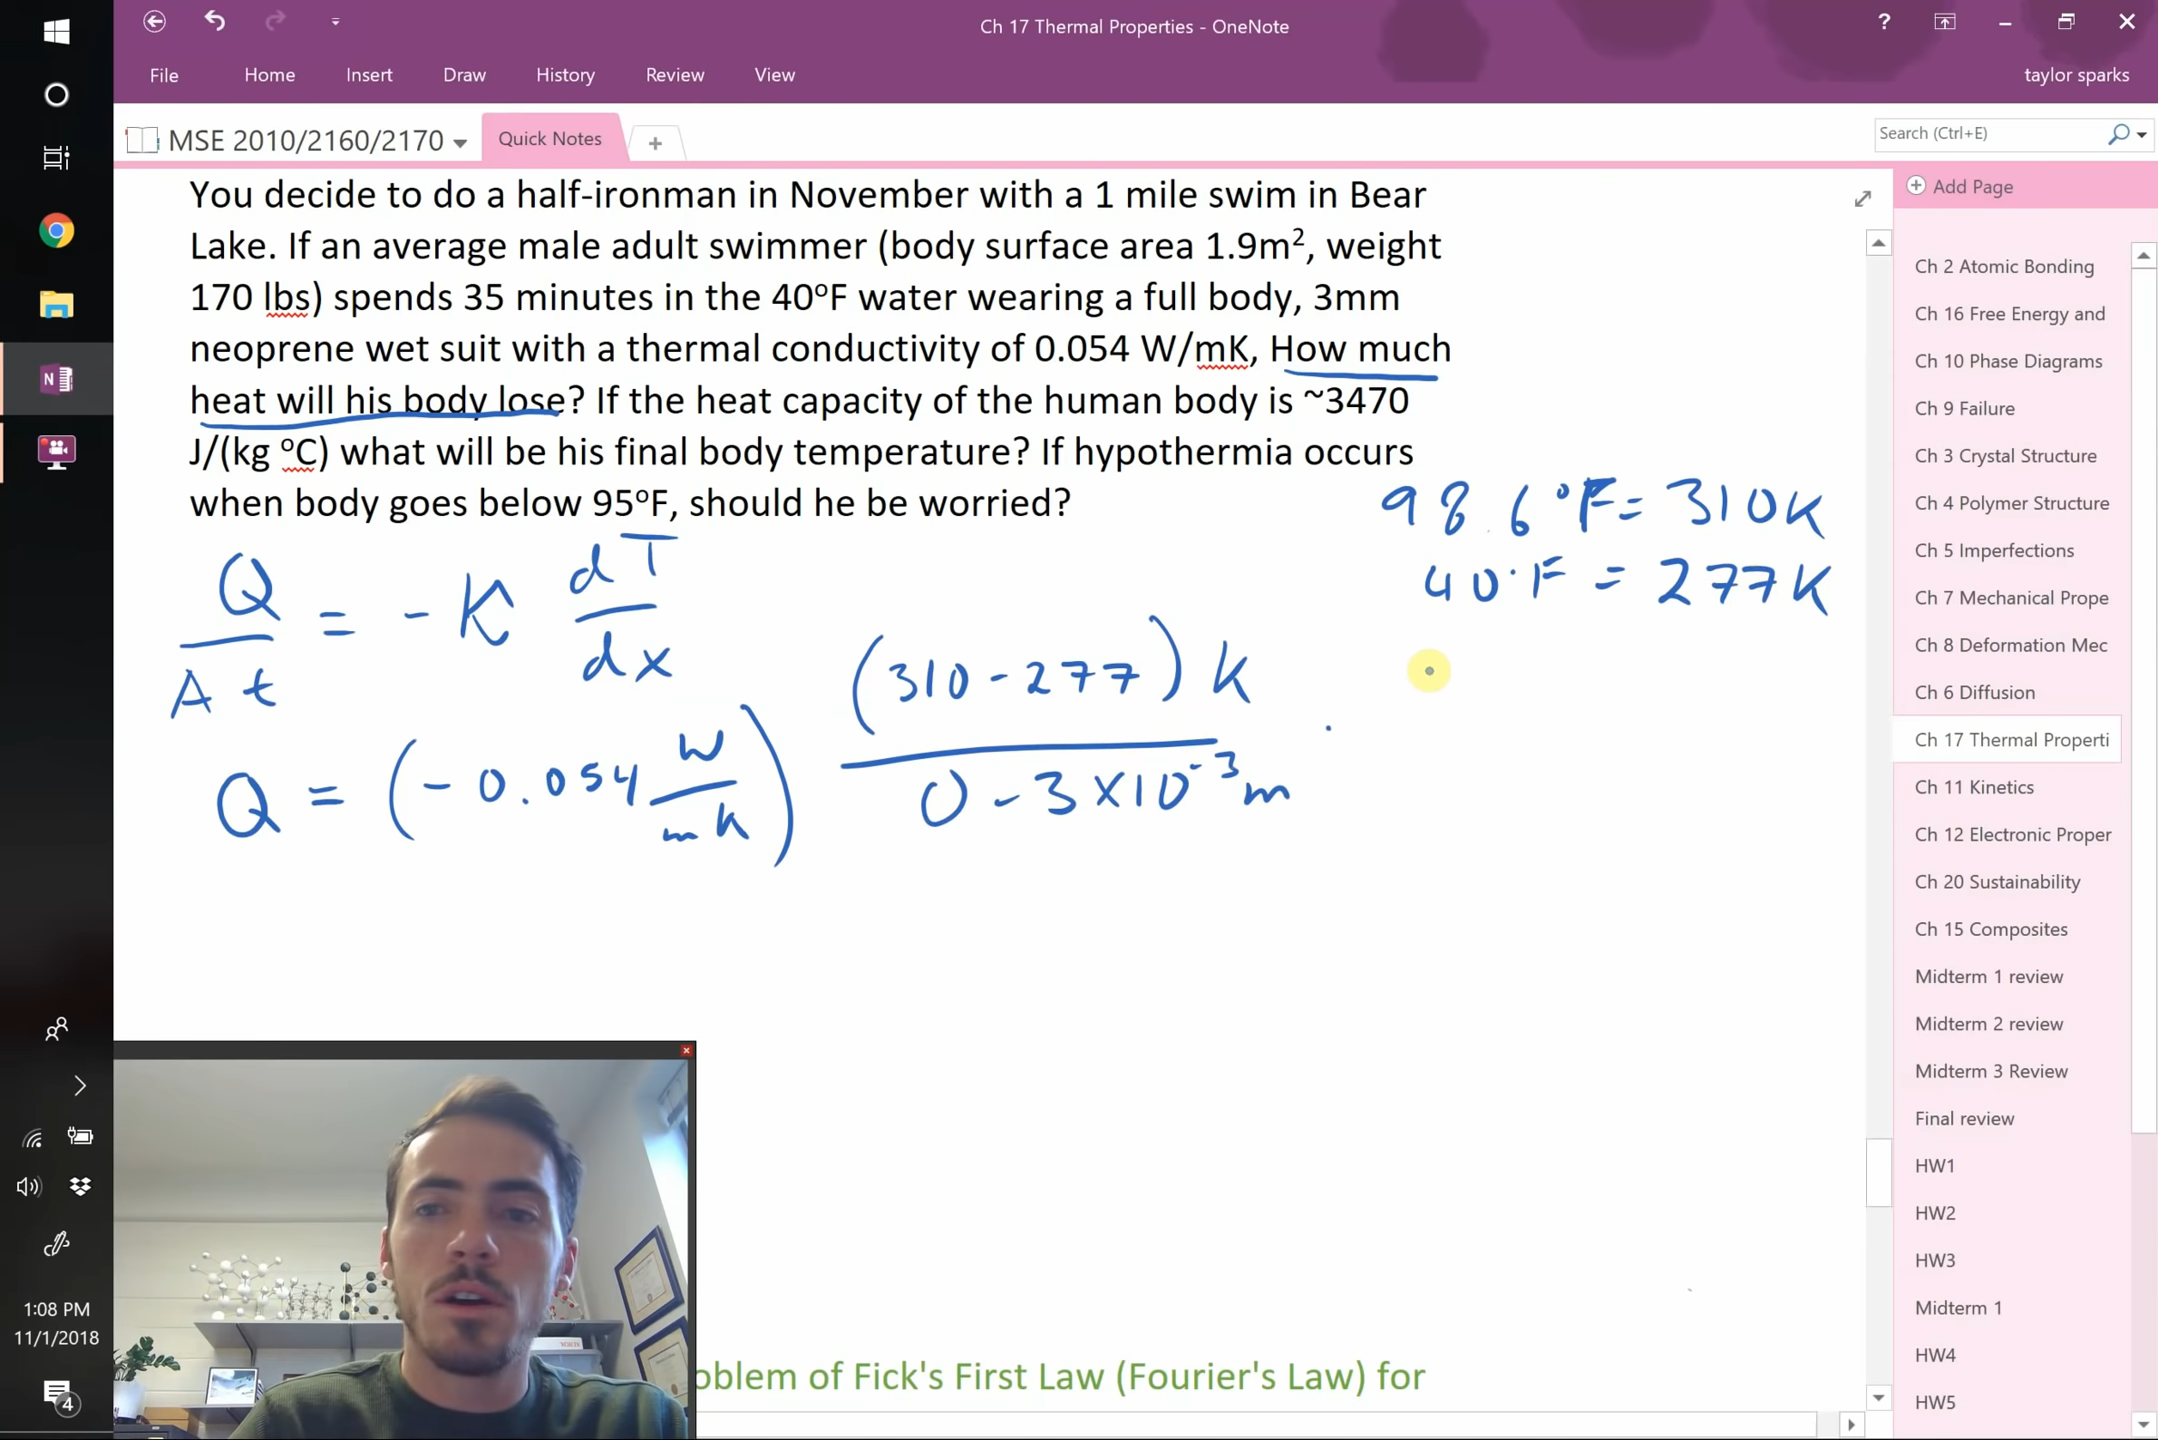 Ch 17 Thermal Properties - OneNote
?
File Home Insert Draw History Review View
taylor sparks
MSE 2010/2160/2170
Quick Notes
+
Search (Ctrl+E)
You decide to do a half-ironman in November with a 1 mile swim in Bear
Lake. If an average male adult swimmer (body surface area 1.9m², weight
170 lbs) spends 35 minutes in the 40°F water wearing a full body, 3mm
neoprene wet suit with a thermal conductivity of 0.054 W/mK, How much
heat will his body lose? If the heat capacity of the human body is ~3470
J/(kg °C) what will be his final body temperature? If hypothermia occurs
when body goes below 95°F, should he be worried?
98.6°F = 310K
40°F = 277K
Q/At = -K dT/dx
Q = (-0.054 W/mK) (310-277)K / 0-3×10⁻³m ·
oblem of Fick's First Law (Fourier's Law) for
Add Page
Ch 2 Atomic Bonding
Ch 16 Free Energy and
Ch 10 Phase Diagrams
Ch 9 Failure
Ch 3 Crystal Structure
Ch 4 Polymer Structure
Ch 5 Imperfections
Ch 7 Mechanical Prope
Ch 8 Deformation Mec
Ch 6 Diffusion
Ch 17 Thermal Properti
Ch 11 Kinetics
Ch 12 Electronic Proper
Ch 20 Sustainability
Ch 15 Composites
Midterm 1 review
Midterm 2 review
Midterm 3 Review
Final review
HW1
HW2
HW3
Midterm 1
HW4
HW5
N
1:08 PM
11/1/2018
4